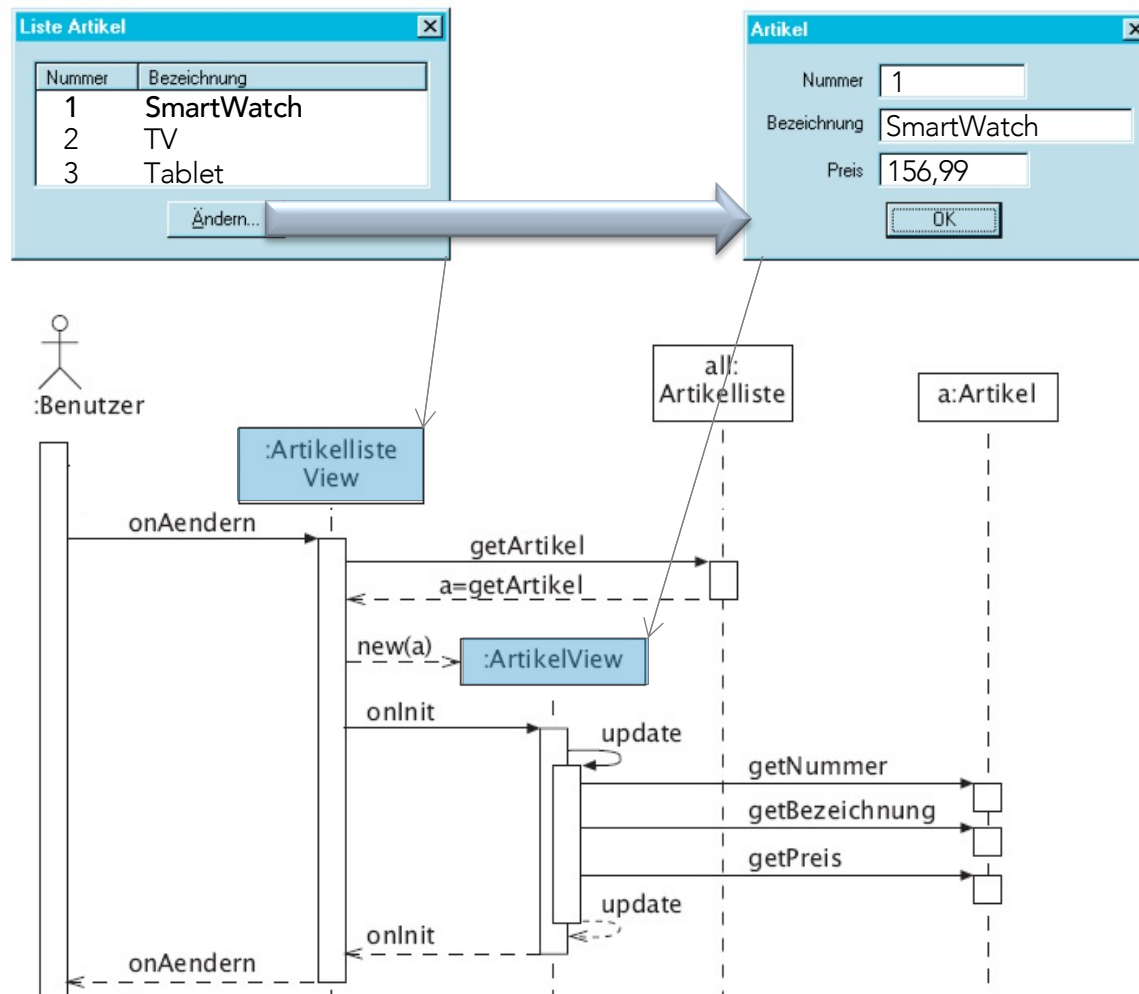 Liste Artikel
Nummer Bezeichnung
1 SmartWatch
2 TV
3 Tablet
Ändern...
Artikel
Nummer 1
Bezeichnung SmartWatch
Preis 156,99
OK
:Benutzer
:Artikelliste
View
all:
Artikelliste
a:Artikel
onAendern
getArtikel
a=getArtikel
new(a)
:ArtikelView
onInit
update
getNummer
getBezeichnung
getPreis
update
onInit
onAendern